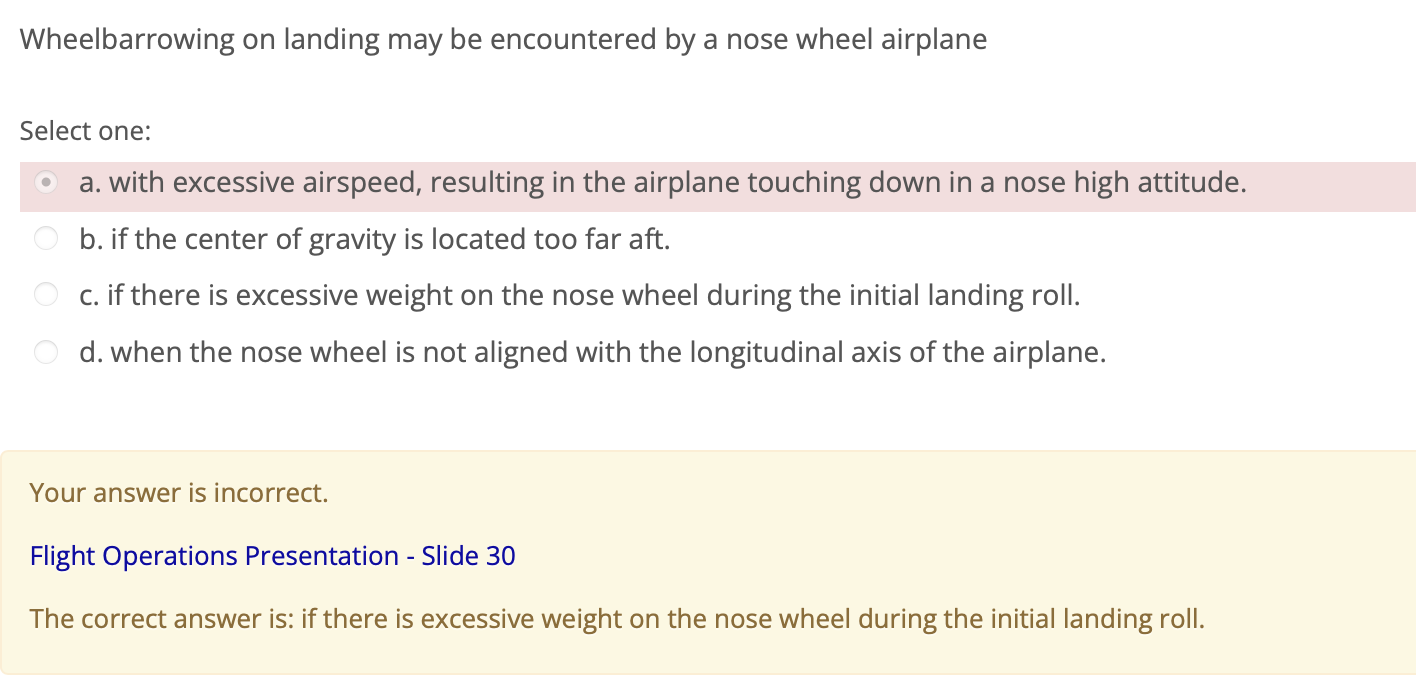 Wheelbarrowing on landing may be encountered by a nose wheel airplane
Select one:
a. with excessive airspeed, resulting in the airplane touching down in a nose high attitude.
b. if the center of gravity is located too far aft.
c. if there is excessive weight on the nose wheel during the initial landing roll.
d. when the nose wheel is not aligned with the longitudinal axis of the airplane.
Your answer is incorrect.
Flight Operations Presentation - Slide 30
The correct answer is: if there is excessive weight on the nose wheel during the initial landing roll.